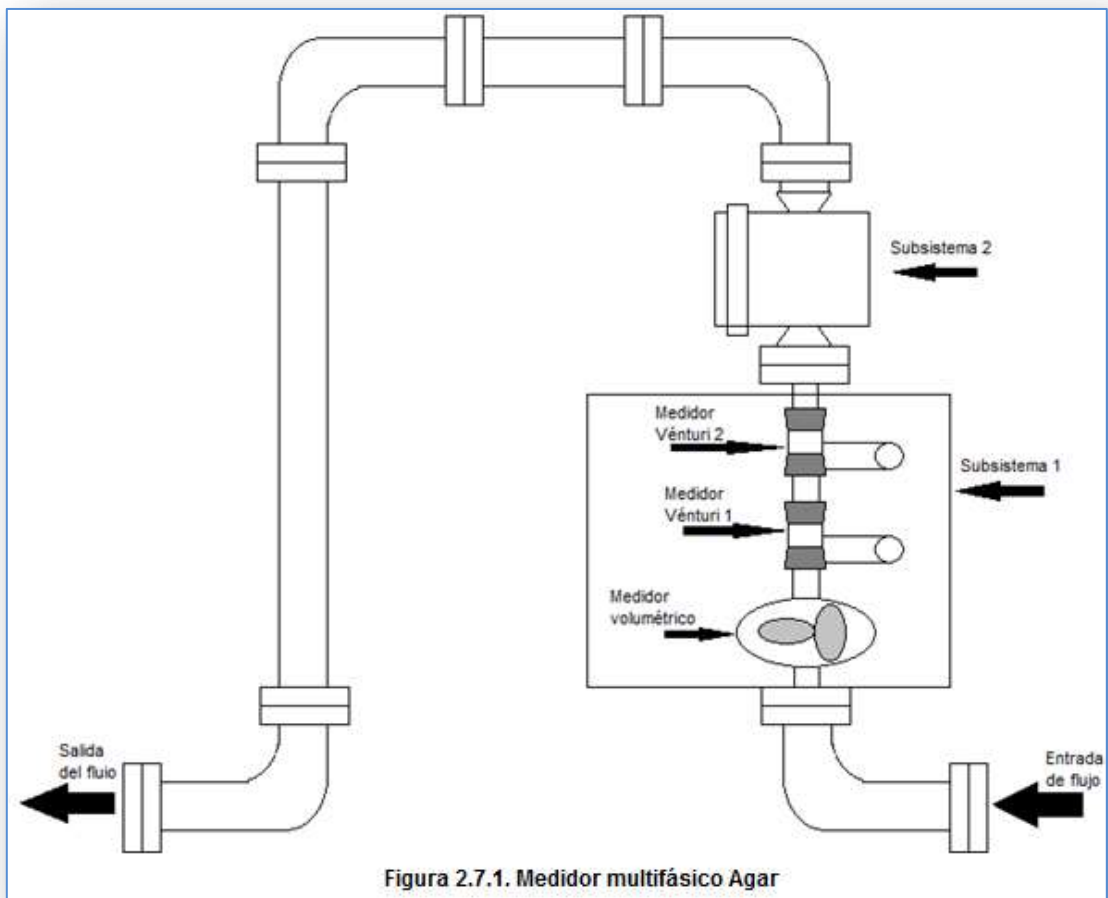 Subsistema 2
Medidor
Vénturi 2
Subsistema 1
Medidor
Vénturi 1
Medidor
volumétrico
Salida
del fluio
Entrada
de flujo
Figura 2.7.1. Medidor multifásico Agar